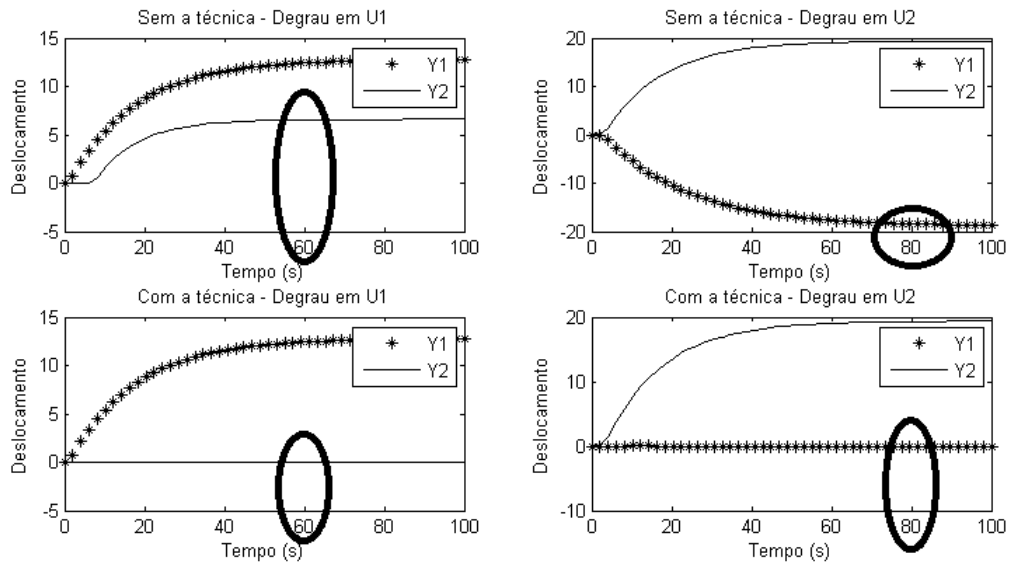 Sem a técnica - Degrau em U1
15
10
5
0
-5
Deslocamento
Y1
Y2
0 20 40 60 80 100
Tempo (s)
Sem a técnica - Degrau em U2
20
10
0
-10
-20
Deslocamento
Y1
Y2
0 20 40 60 80 100
Tempo (s)
Com a técnica - Degrau em U1
15
10
5
0
-5
Deslocamento
Y1
Y2
0 20 40 60 80 100
Tempo (s)
Com a técnica - Degrau em U2
20
10
0
-10
Deslocamento
Y1
Y2
0 20 40 60 80 100
Tempo (s)